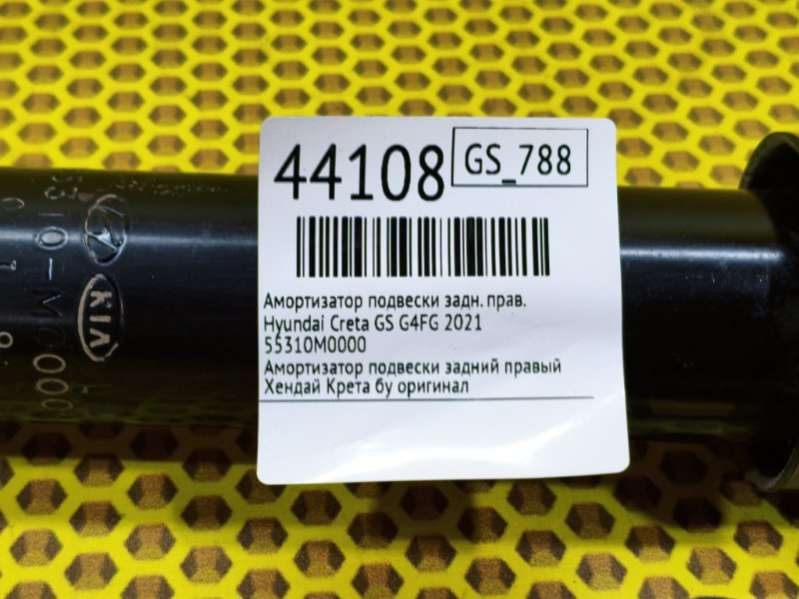 44108
GS_788
Амортизатор подвески задн. прав.
Hyundai Creta GS G4FG 2021
55310M0000
Амортизатор подвески задний правый
Хендай Крета бу оригинал
KIA